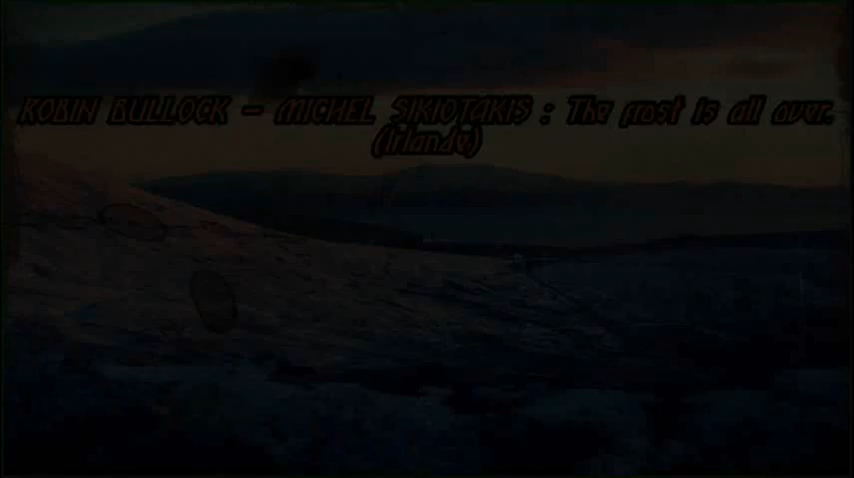 ROBIN BULLOCK - MICHEL SIKIOTAKIS : The frost is all over.
(Irlande)